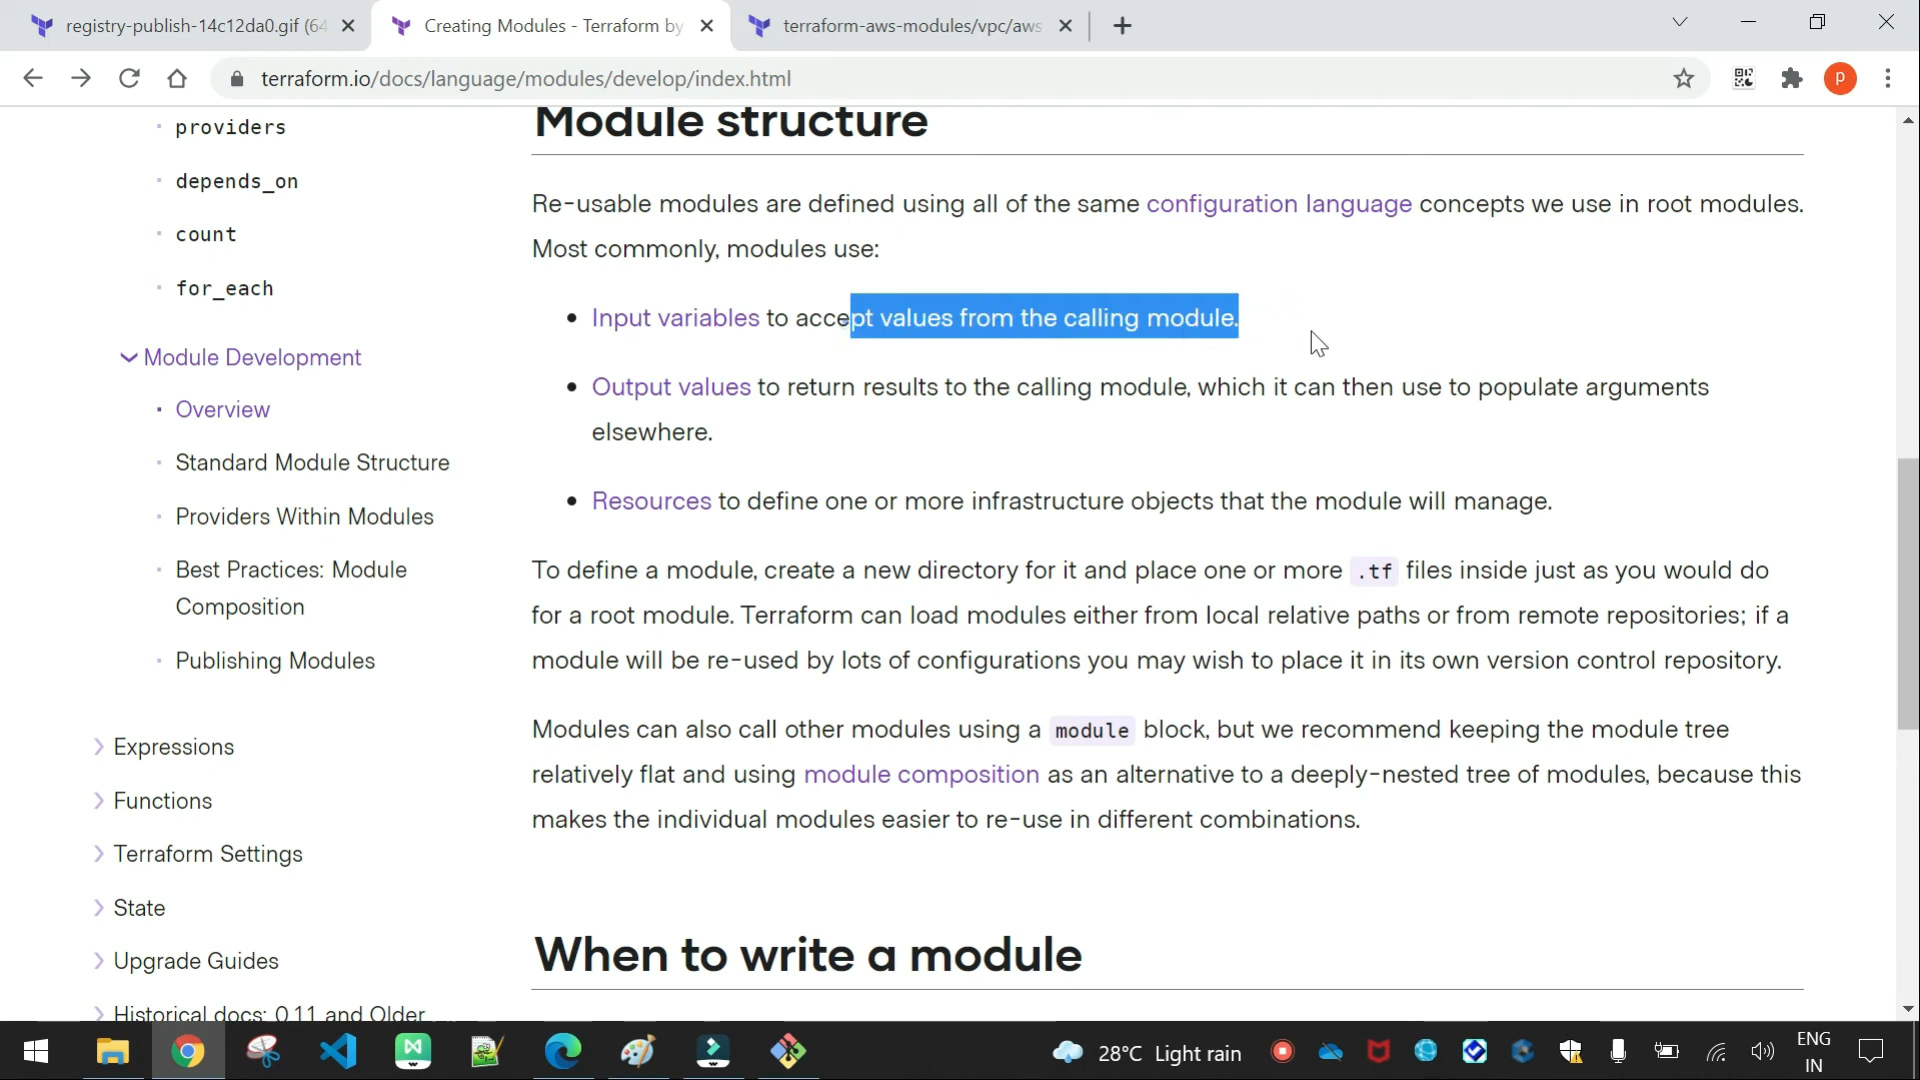 registry-publish-14c12da0.gif (64
Creating Modules - Terraform by
terraform-aws-modules/vpc/aws
terraform.io/docs/language/modules/develop/index.html
P
providers
depends_on
count
for_each
Module Development
Overview
Standard Module Structure
Providers Within Modules
Best Practices: Module
Composition
Publishing Modules
Expressions
Functions
Terraform Settings
State
Upgrade Guides
Historical docs: 0.11 and Older
Module structure
Re-usable modules are defined using all of the same configuration language concepts we use in root modules.
Most commonly, modules use:
• Input variables to accept values from the calling module.
• Output values to return results to the calling module, which it can then use to populate arguments
elsewhere.
• Resources to define one or more infrastructure objects that the module will manage.
To define a module, create a new directory for it and place one or more .tf files inside just as you would do
for a root module. Terraform can load modules either from local relative paths or from remote repositories; if a
module will be re-used by lots of configurations you may wish to place it in its own version control repository.
Modules can also call other modules using a module block, but we recommend keeping the module tree
relatively flat and using module composition as an alternative to a deeply-nested tree of modules, because this
makes the individual modules easier to re-use in different combinations.
When to write a module
28°C Light rain
ENG
IN